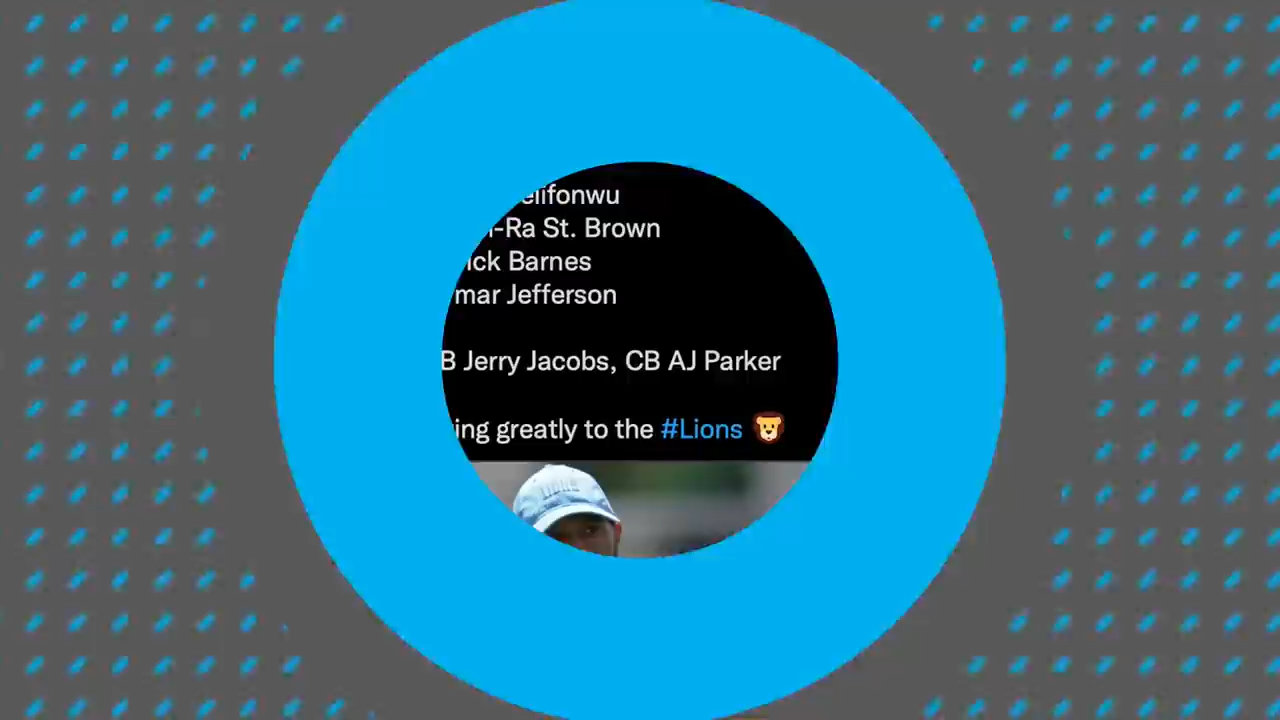 elifonwu
-Ra St. Brown
ick Barnes
mar Jefferson
B Jerry Jacobs, CB AJ Parker
ing greatly to the #Lions